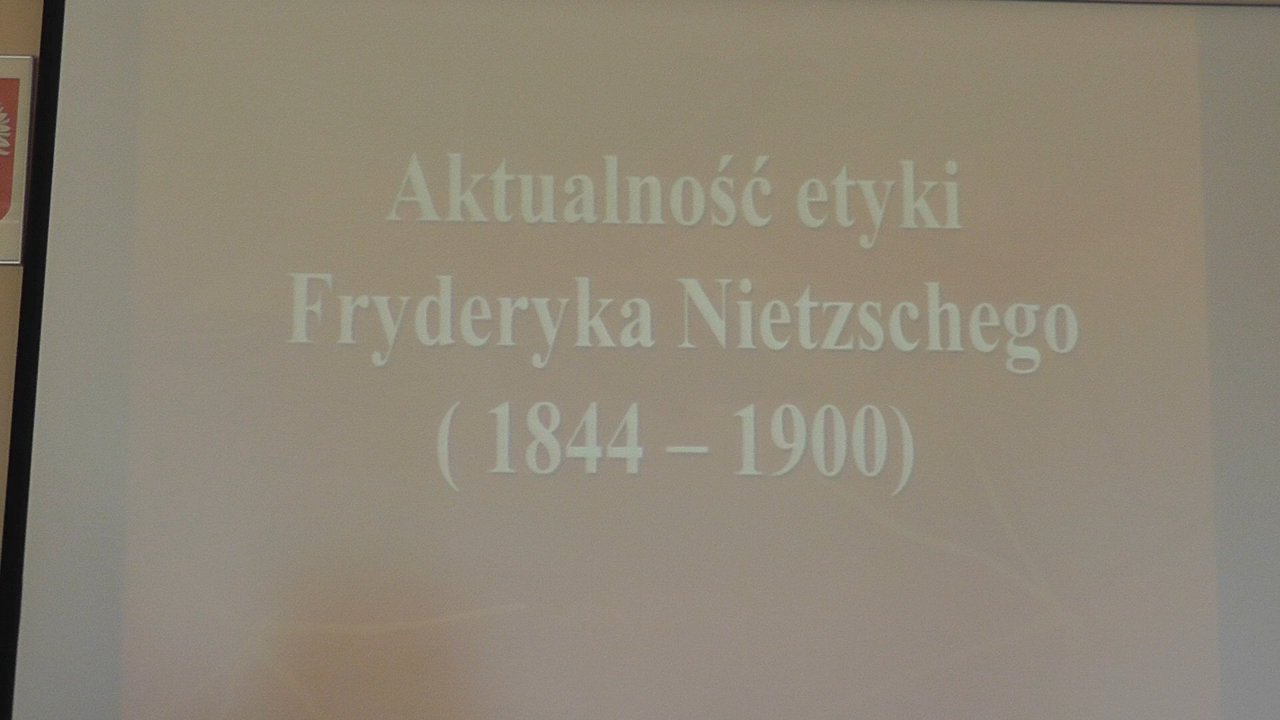 Aktualność etyki
Fryderyka Nietzschego
( 1844 – 1900)